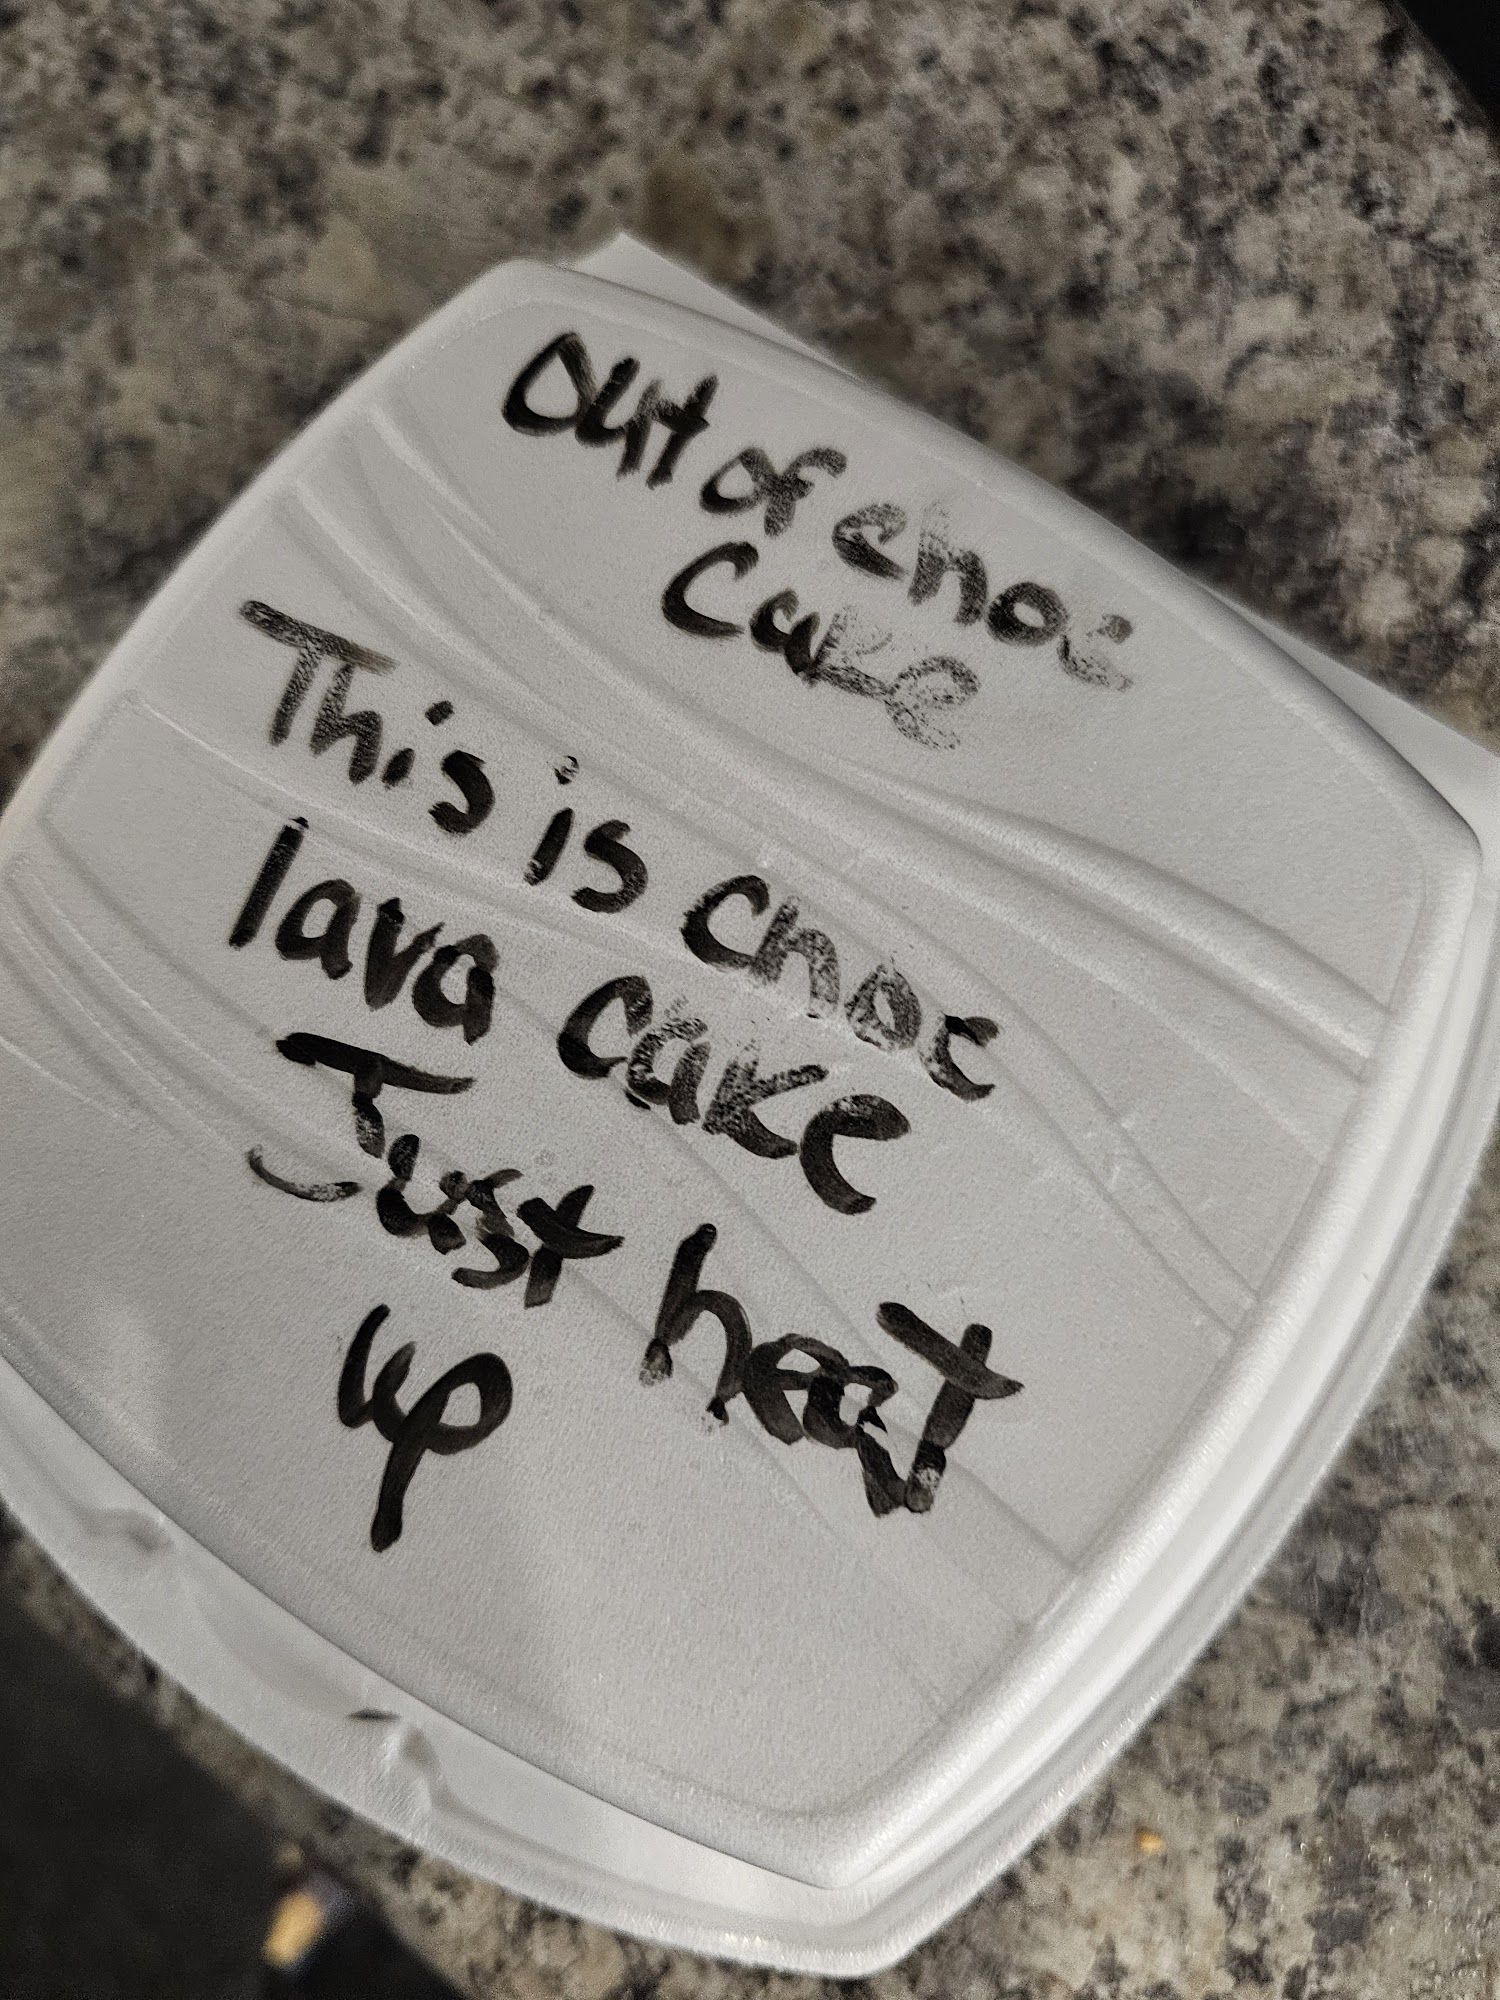 Out of choc
Cake
This is choc
lava cake
Just heat
up